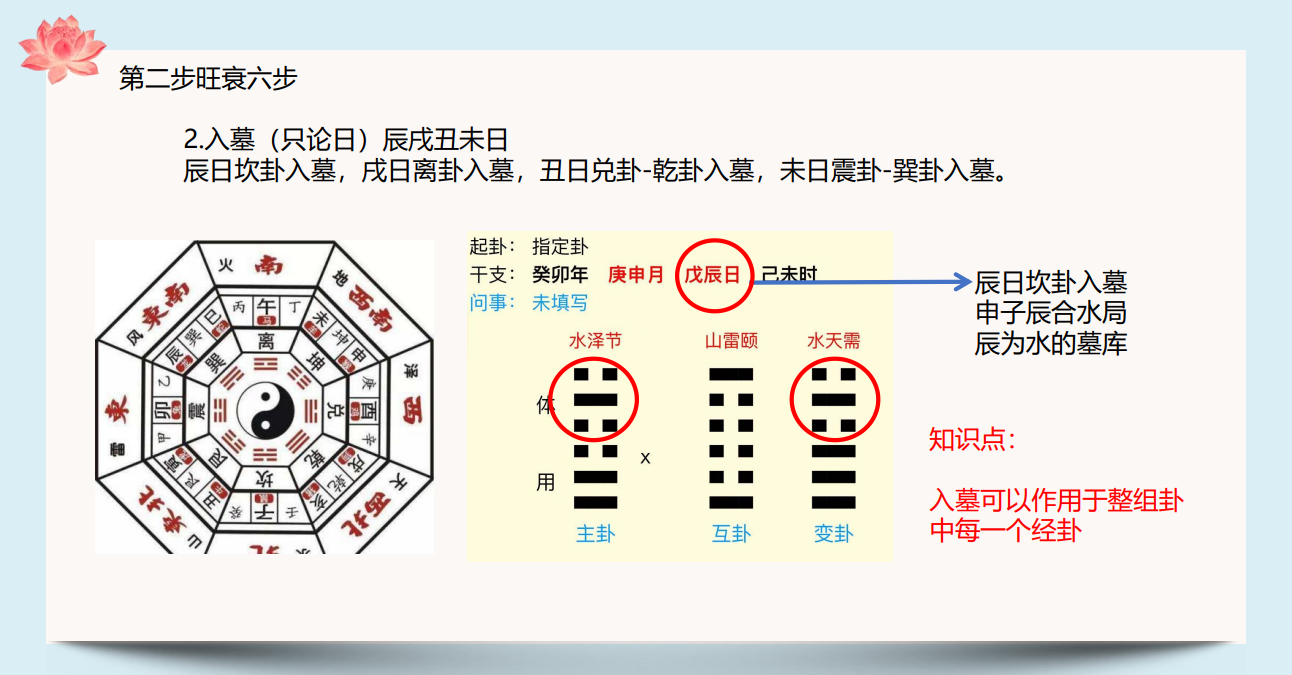 第二步旺衰六步
2.入墓（只论日）辰戌丑未日
辰日坎卦入墓，戌日离卦入墓，丑日兑卦-乾卦入墓，未日震卦-巽卦入墓。
火 南
地 西南
泽 西
天 西北
北
山 东北
雷 东
风 东南
丙 午 丁
未 坤 申
庚 酉 辛
戌 乾 亥
壬 子 癸
丑 艮 寅
甲 卯 乙
辰 巽 巳
离
坤
兑
乾
坎
艮
震
巽
起卦： 指定卦
干支： 癸卯年 庚申月 戊辰日 己未时
问事： 未填写
水泽节 山雷颐 水天需
体
x
用
主卦 互卦 变卦
辰日坎卦入墓
申子辰合水局
辰为水的墓库
知识点：
入墓可以作用于整组卦
中每一个经卦